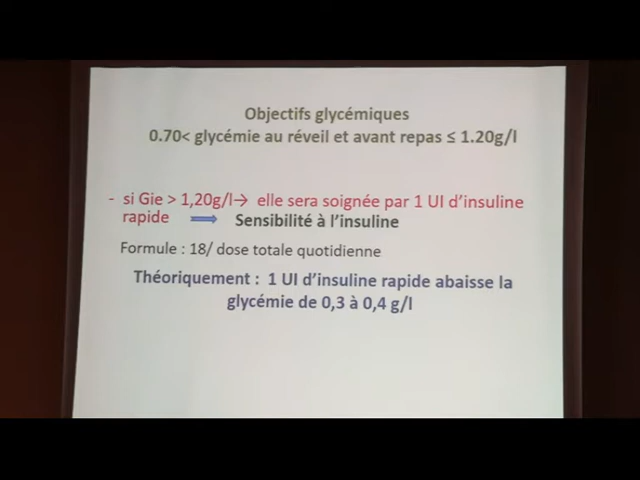 Objectifs glycémiques
0.70< glycémie au réveil et avant repas ≤ 1.20g/l
- si Gie > 1,20g/l→ elle sera soignée par 1 UI d'insuline
rapide ⇒ Sensibilité à l'insuline
Formule : 18/ dose totale quotidienne
Théoriquement : 1 UI d'insuline rapide abaisse la
glycémie de 0,3 à 0,4 g/l